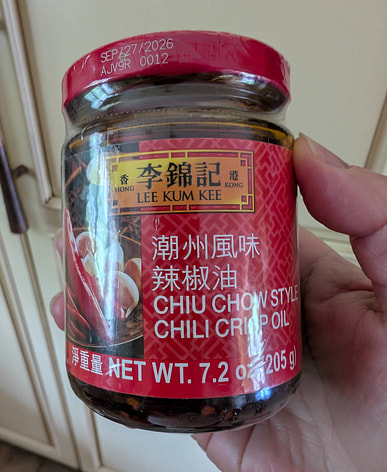 SEP/27/2026
AJV9R 0012
香港
HONG KONG
李錦記
LEE KUM KEE
潮州風味
辣椒油
CHIU CHOW STYLE
CHILI CRISP OIL
淨重量 NET WT. 7.2 oz (205 g)